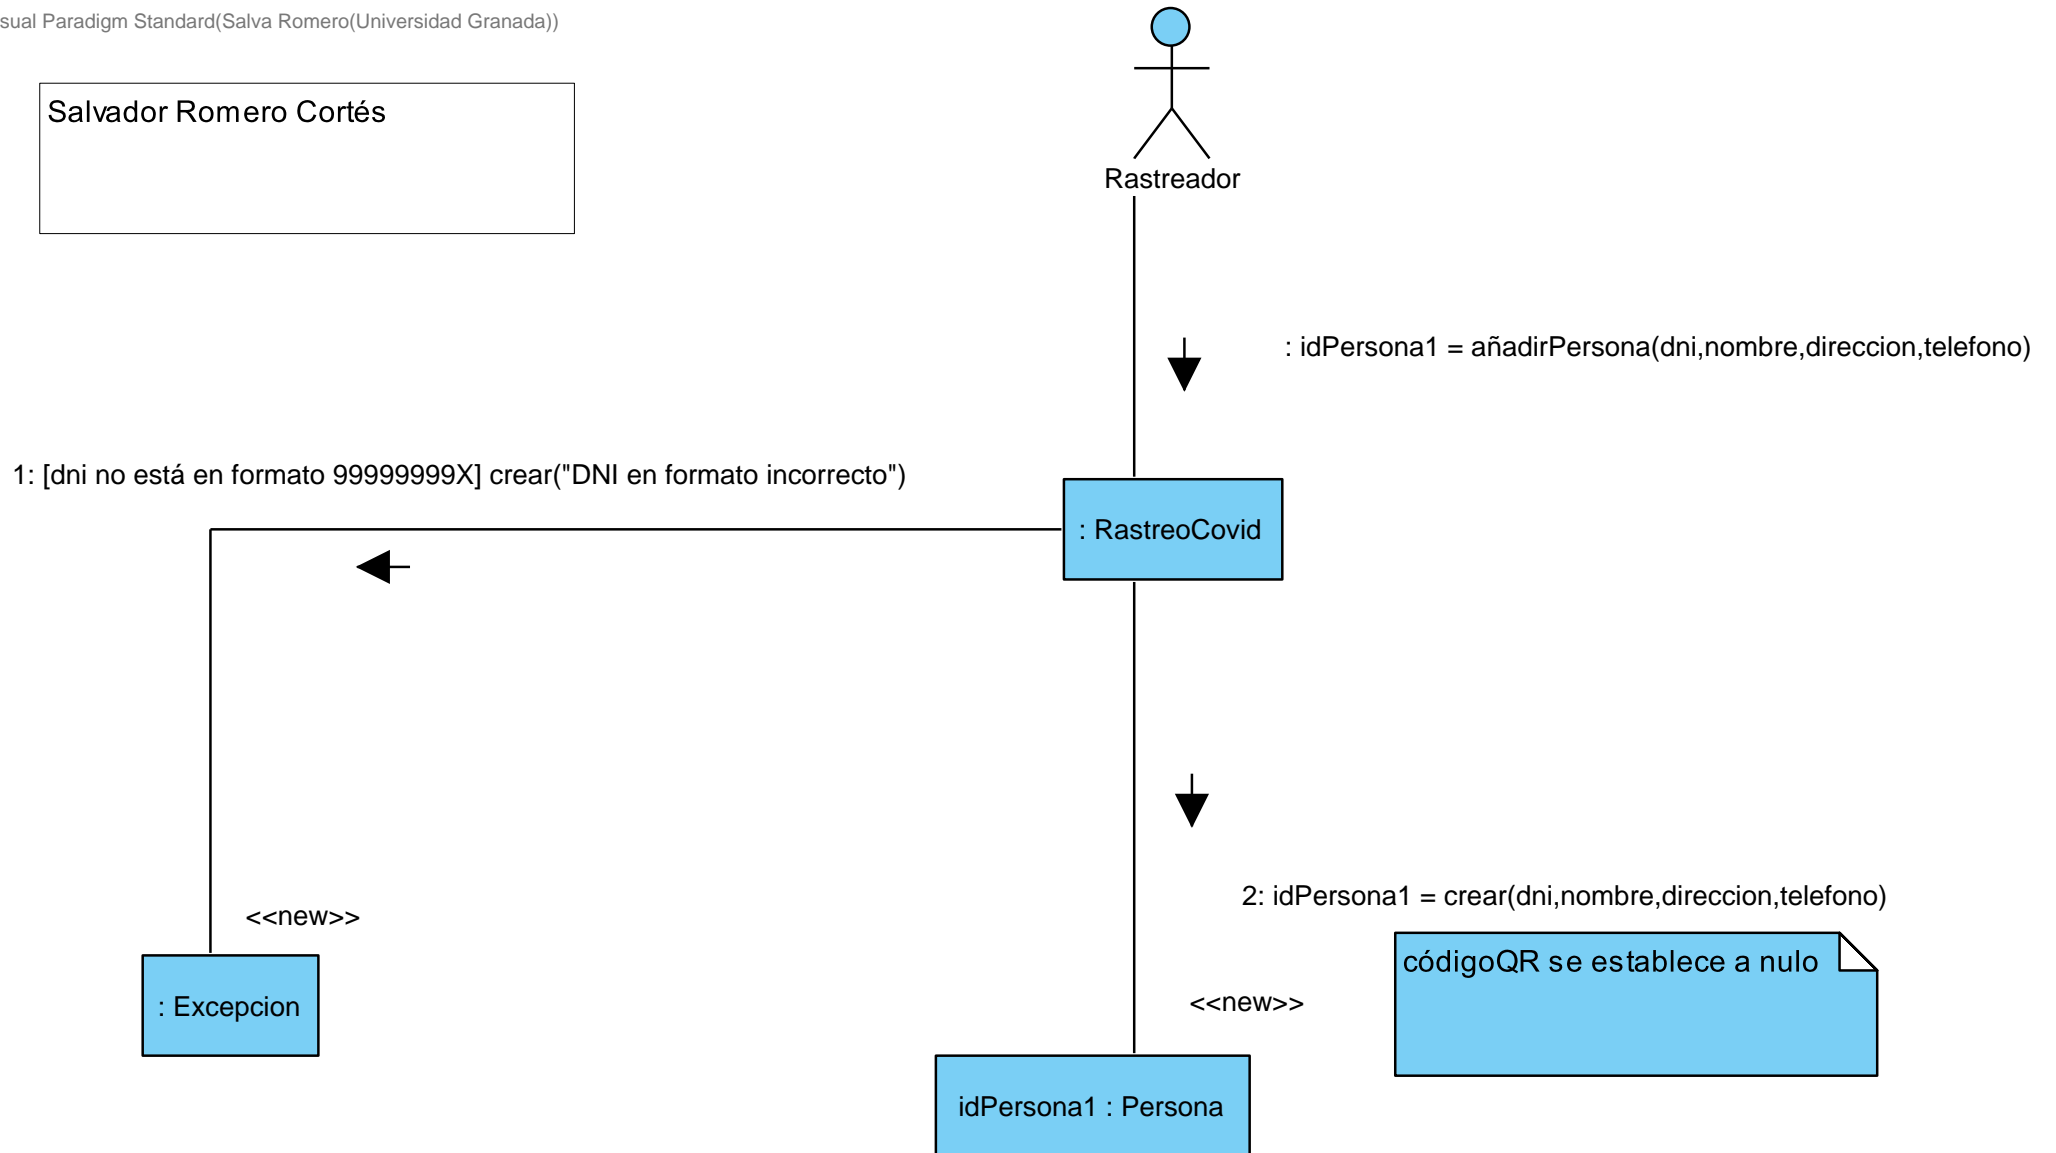 sual Paradigm Standard(Salva Romero(Universidad Granada))
Salvador Romero Cortés
Rastreador
: idPersona1 = añadirPersona(dni,nombre,direccion,telefono)
1: [dni no está en formato 99999999X] crear("DNI en formato incorrecto")
: RastreoCovid
2: idPersona1 = crear(dni,nombre,direccion,telefono)
<<new>>
códigoQR se establece a nulo
<<new>>
: Excepcion
idPersona1 : Persona